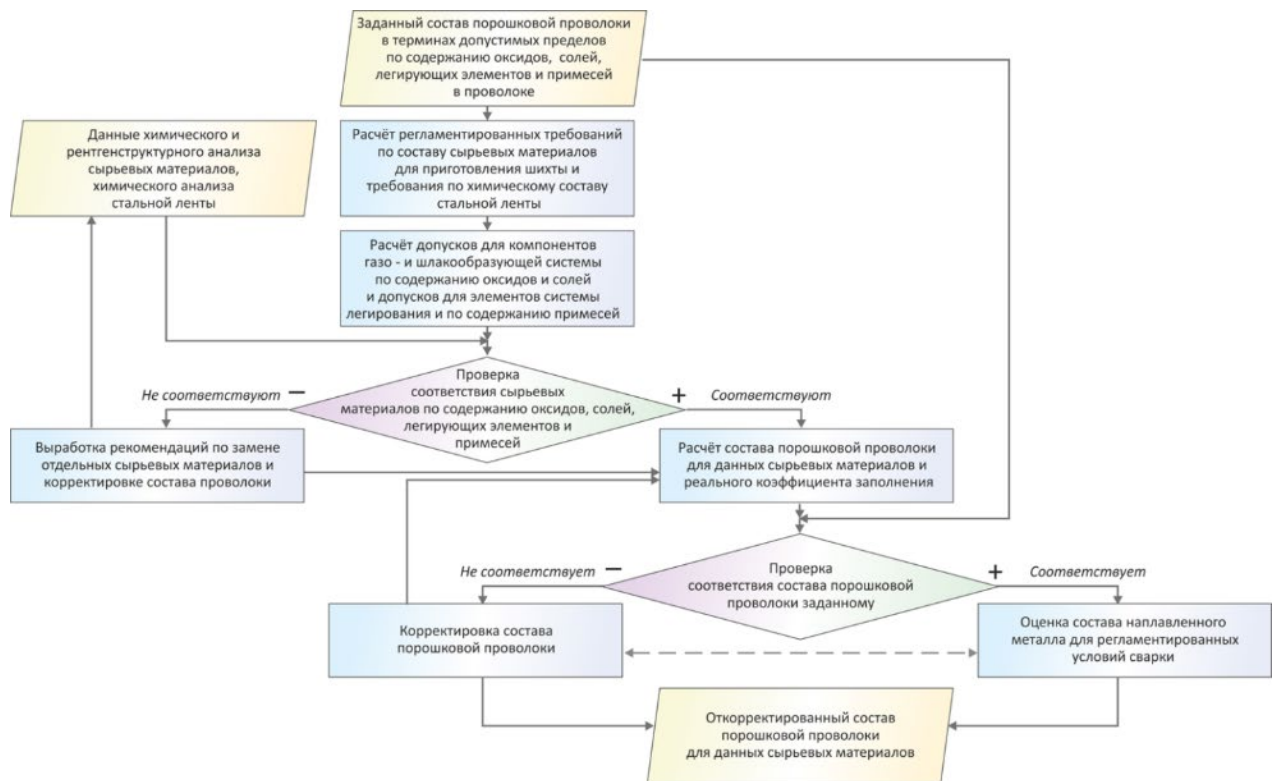 Заданный состав порошковой проволоки
в терминах допустимых пределов
по содержанию оксидов, солей,
легирующих элементов и примесей
в проволоке
Данные химического и
рентгенструктурного анализа
сырьевых материалов,
химического анализа
стальной ленты
Расчёт регламентированных требований
по составу сырьевых материалов
для приготовления шихты и
требования по химическому составу
стальной ленты
Расчёт допусков для компонентов
газо - и шлакообразующей системы
по содержанию оксидов и солей
и допусков для элементов системы
легирования и по содержанию примесей
Проверка
соответствия сырьевых
материалов по содержанию оксидов, солей,
легирующих элементов и
примесей
Не соответствуют −
+ Соответствуют
Выработка рекомендаций по замене
отдельных сырьевых материалов и
корректировке состава проволоки
Расчёт состава порошковой проволоки
для данных сырьевых материалов и
реального коэффициента заполнения
Проверка
соответствия состава порошковой
проволоки заданному
Не соответствует −
+ Соответствует
Корректировка состава
порошковой проволоки
Оценка состава наплавленного
металла для регламентированных
условий сварки
Откорректированный состав
порошковой проволоки
для данных сырьевых материалов